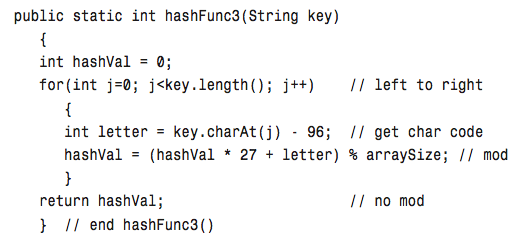 public static int hashFunc3(String key)
{
int hashVal = 0;
for(int j=0; j<key.length(); j++) // left to right
{
int letter = key.charAt(j) - 96; // get char code
hashVal = (hashVal * 27 + letter) % arraySize; // mod
}
return hashVal; // no mod
} // end hashFunc3()